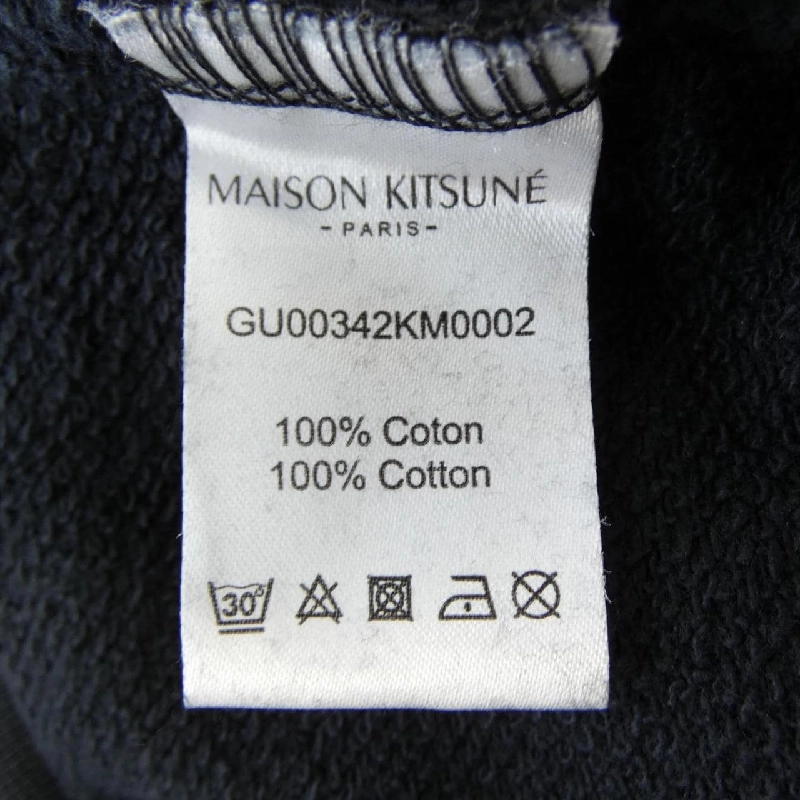 MAISON KITSUNÉ
- PARIS -
GU00342KM0002
100% Coton
100% Cotton
30°